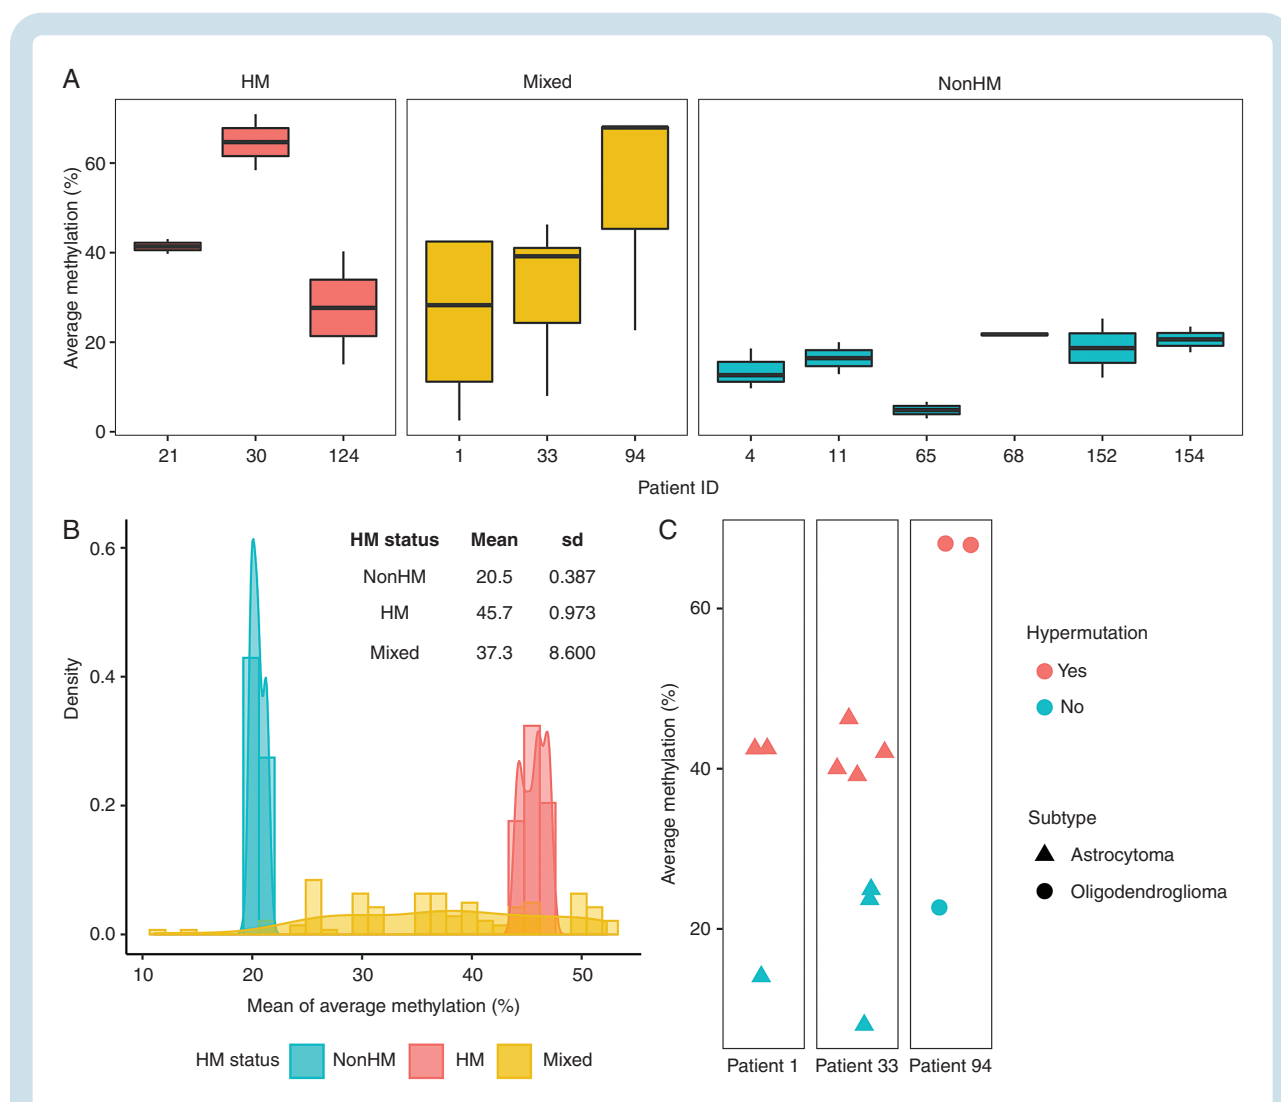 A
HM
Mixed
NonHM
Average methylation (%)
60
40
20
0
21 30 124 1 33 94 4 11 65 68 152 154
Patient ID
B
HM status Mean sd
NonHM 20.5 0.387
HM 45.7 0.973
Mixed 37.3 8.600
Density
0.6
0.4
0.2
0.0
10 20 30 40 50
Mean of average methylation (%)
HM status NonHM HM Mixed
C
Average methylation (%)
60
40
20
Patient 1 Patient 33 Patient 94
Hypermutation
Yes
No
Subtype
Astrocytoma
Oligodendroglioma